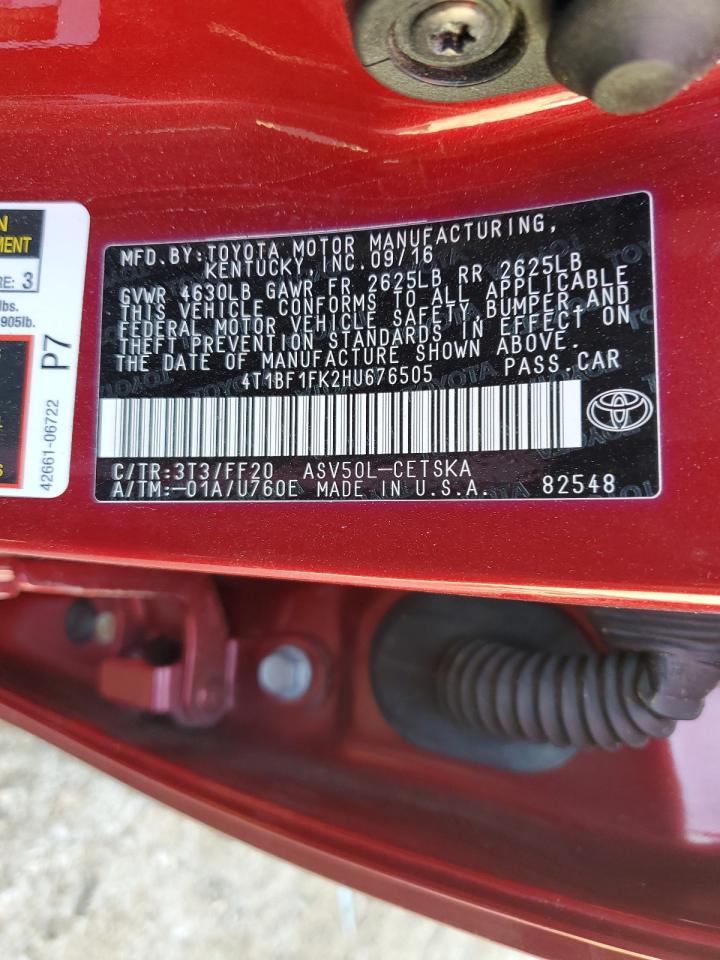 MFD.BY:TOYOTA MOTOR MANUFACTURING,
KENTUCKY, INC.09/16
GVWR 4630LB GAWR FR 2625LB RR 2625LB
THIS VEHICLE CONFORMS TO ALL APPLICABLE
FEDERAL MOTOR VEHICLE SAFETY,BUMPER AND
THEFT PREVENTION STANDARDS IN EFFECT ON
THE DATE OF MANUFACTURE SHOWN ABOVE.
4T1BF1FK2HU676505 PASS.CAR
C/TR:3T3/FF20 ASV50L-CETSKA
A/TM:-01A/U760E MADE IN U.S.A. 82548
3
lbs.
905lb.
P7
42661-06722